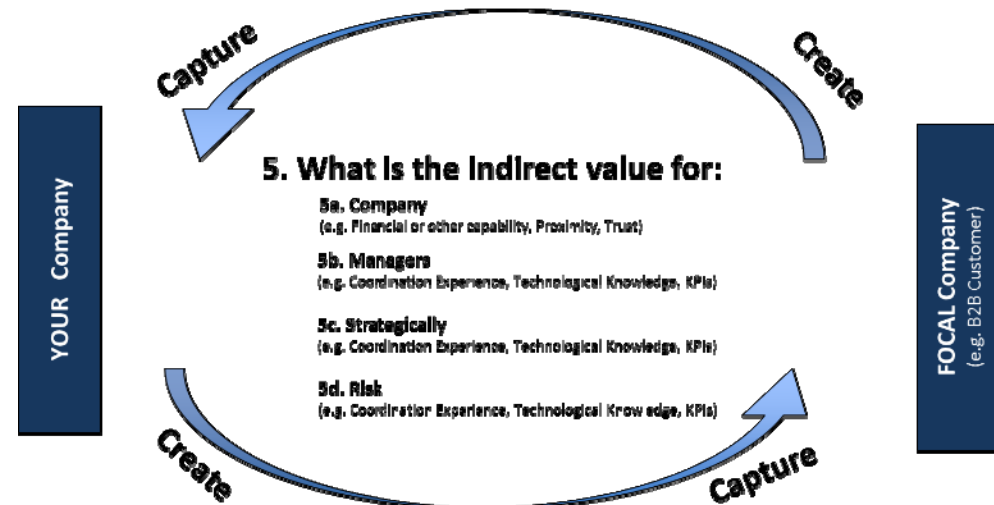 Capture
Create
YOUR Company
5. What is the indirect value for:
5a. Company
(e.g. Financial or other capability, Proximity, Trust)
5b. Managers
(e.g. Coordination Experience, Technological Knowledge, KPIs)
5c. Strategically
(e.g. Coordination Experience, Technological Knowledge, KPIs)
5d. Risk
(e.g. Coordination Experience, Technological Knowledge, KPIs)
FOCAL Company
(e.g. B2B Customer)
Create
Capture